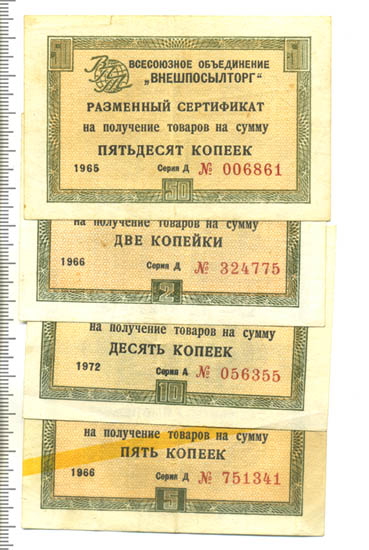 50 50
ВПТ ВСЕСОЮЗНОЕ ОБЪЕДИНЕНИЕ
„ВНЕШПОСЫЛТОРГ“
РАЗМЕННЫЙ СЕРТИФИКАТ
на получение товаров на сумму
ПЯТЬДЕСЯТ КОПЕЕК
1965 Серия Д № 006861
50
на получение товаров на сумму
ДВЕ КОПЕЙКИ
1966 Серия Д № 324775
2
на получение товаров на сумму
ДЕСЯТЬ КОПЕЕК
1972 Серия А № 056355
10
на получение товаров на сумму
ПЯТЬ КОПЕЕК
1966 Серия Д № 751341
5